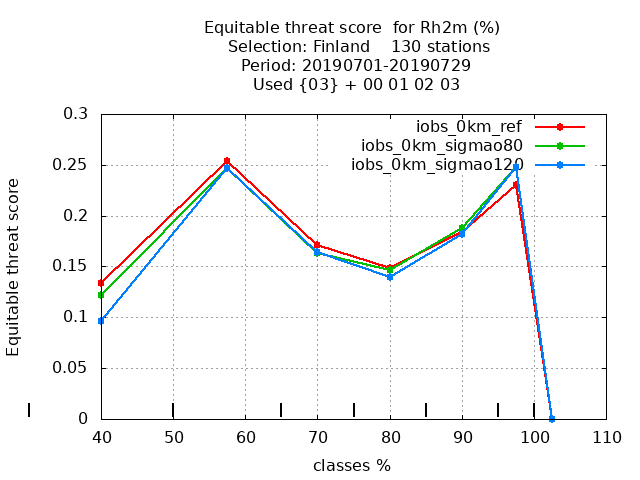 Equitable threat score  for Rh2m (%)
Selection: Finland    130 stations
Period: 20190701-20190729
Used {03} + 00 01 02 03
iobs_0km_ref
iobs_0km_sigmao80
iobs_0km_sigmao120
Equitable threat score
0.3
0.25
0.2
0.15
0.1
0.05
0
40 50 60 70 80 90 100 110
classes %